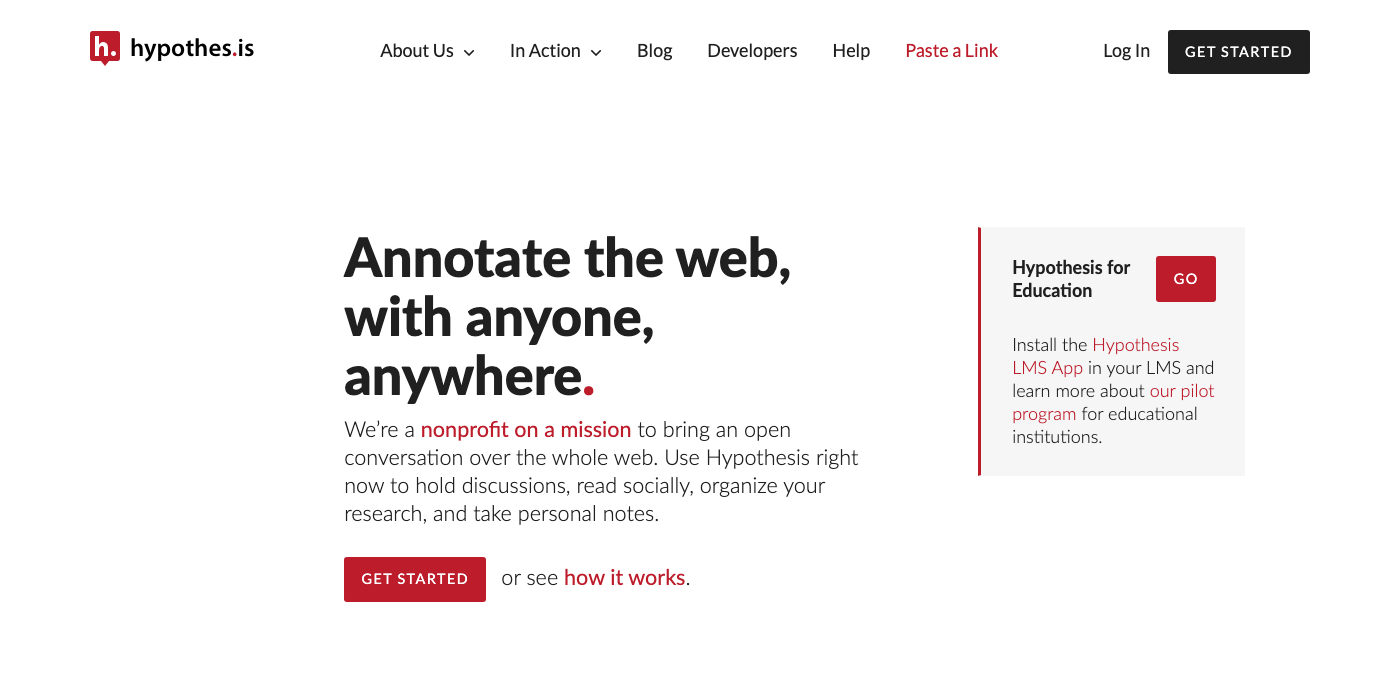 h. hypothes.is
About Us In Action Blog Developers Help Paste a Link Log In GET STARTED
Annotate the web,
with anyone,
anywhere.
We’re a nonprofit on a mission to bring an open
conversation over the whole web. Use Hypothesis right
now to hold discussions, read socially, organize your
research, and take personal notes.
GET STARTED or see how it works.
Hypothesis for
Education
GO
Install the Hypothesis
LMS App in your LMS and
learn more about our pilot
program for educational
institutions.